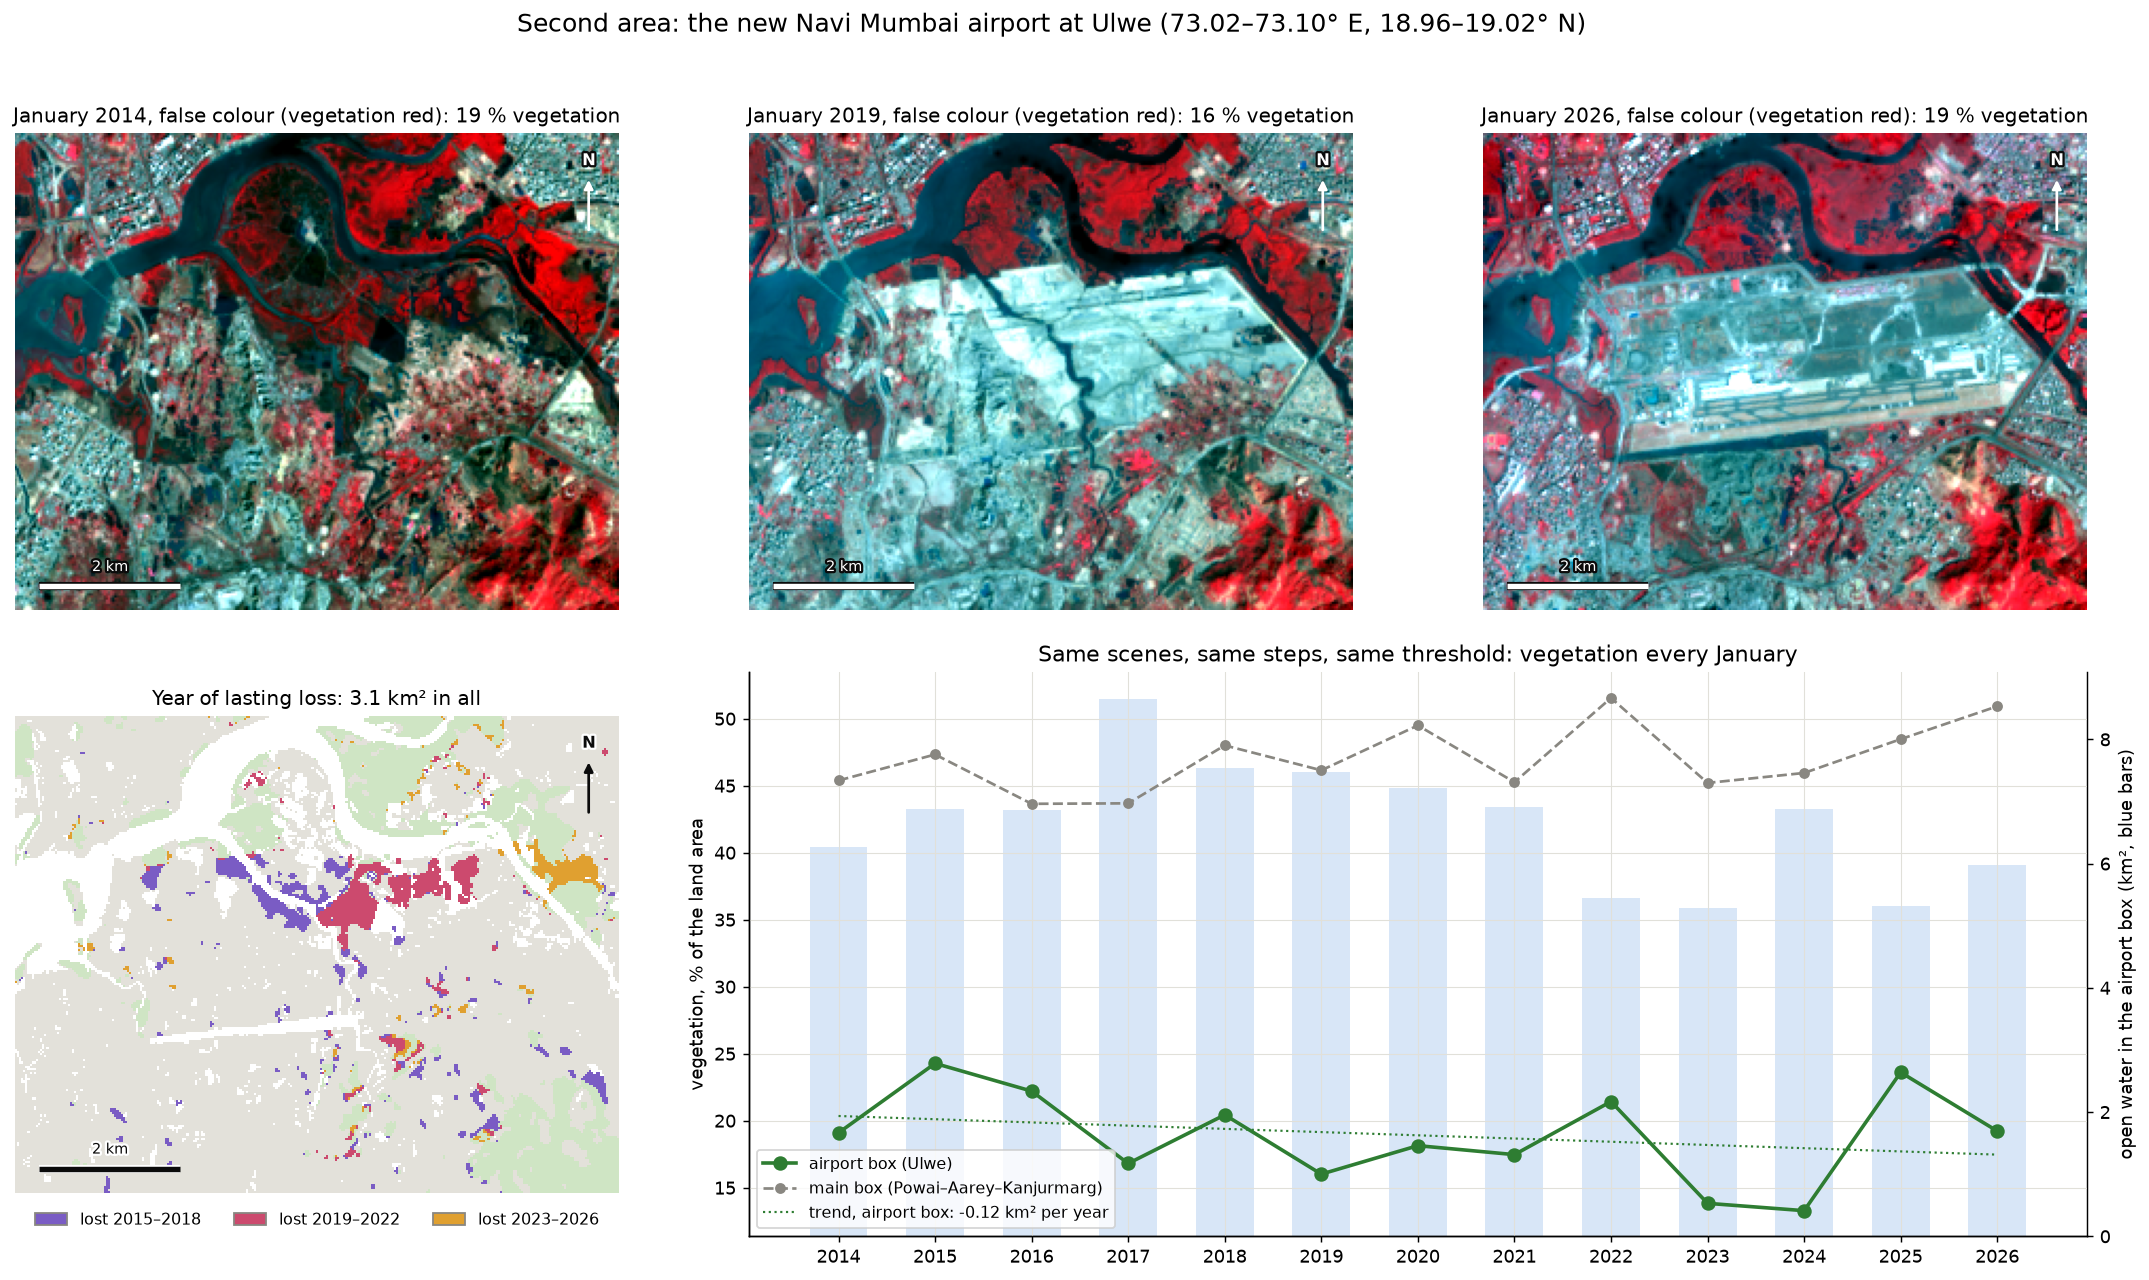 Second area: the new Navi Mumbai airport at Ulwe (73.02–73.10° E, 18.96–19.02° N)
January 2014, false colour (vegetation red): 19 % vegetation
January 2019, false colour (vegetation red): 16 % vegetation
January 2026, false colour (vegetation red): 19 % vegetation
N
N
N
2 km
2 km
2 km
Year of lasting loss: 3.1 km² in all
N
2 km
lost 2015–2018
lost 2019–2022
lost 2023–2026
Same scenes, same steps, same threshold: vegetation every January
vegetation, % of the land area
50
45
40
35
30
25
20
15
airport box (Ulwe)
main box (Powai–Aarey–Kanjurmarg)
trend, airport box: -0.12 km² per year
2014 2015 2016 2017 2018 2019 2020 2021 2022 2023 2024 2025 2026
8
6
4
2
0
open water in the airport box (km², blue bars)